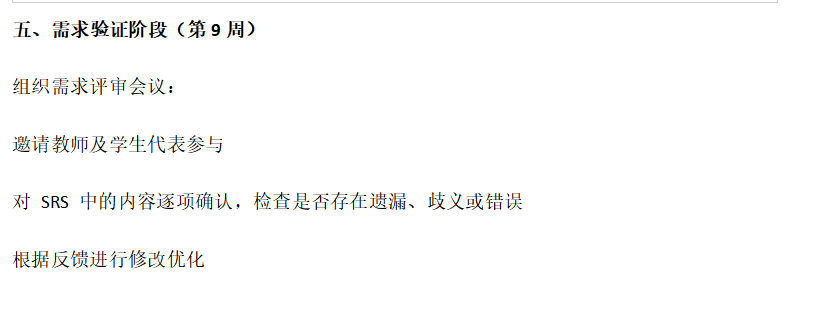 五、需求验证阶段（第 9 周）
组织需求评审会议：
邀请教师及学生代表参与
对 SRS 中的内容逐项确认，检查是否存在遗漏、歧义或错误
根据反馈进行修改优化